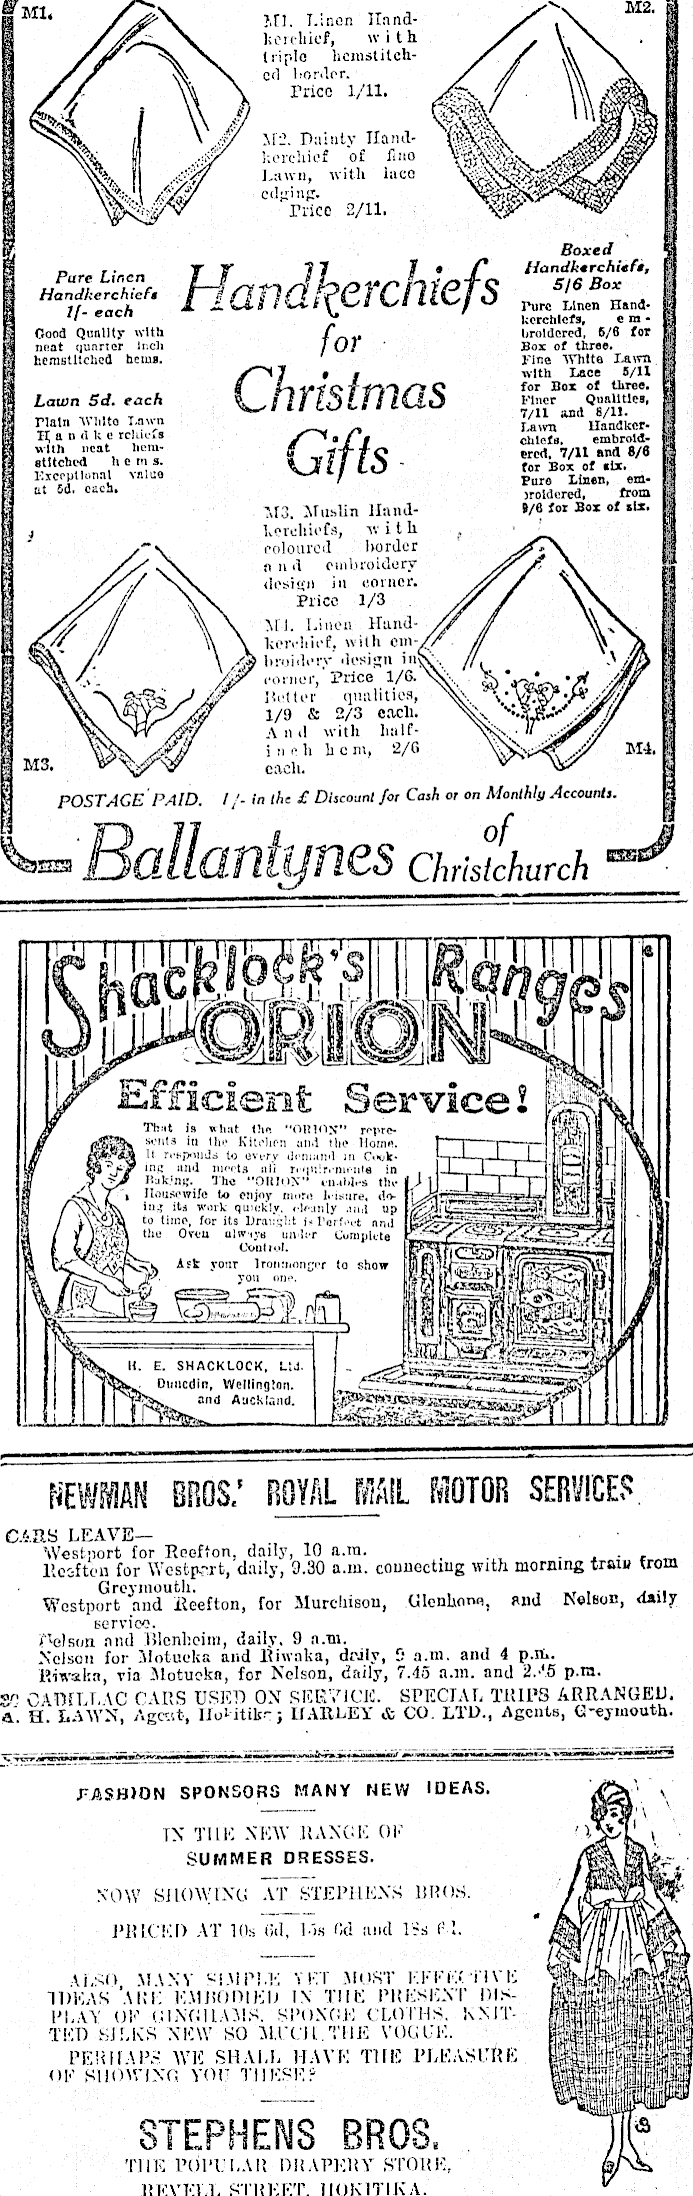 M1.
M1. Linen Hand-
kerchief, with
triple hemstitch-
ed border.
Price 1/11.
M2. Dainty Hand-
kerchief of fine
Lawn, with lace
edging.
Price 2/11.
M2.
Pure Linen
Handkerchiefs
1/- each
Good Quality with
neat quarter inch
hemstitched hems.
Lawn 5d. each
Plain White Lawn
Handkerchiefs
with neat hem-
stitched hems.
Exceptional value
at 5d. each.
Handkerchiefs
for
Christmas
Gifts
Boxed
Handkerchiefs,
5/6 Box
Pure Linen Hand-
kerchiefs, em-
broidered, 5/6 for
Box of three.
Fine White Lawn
with Lace 5/11
for Box of three.
Finer Qualities,
7/11 and 8/11.
Lawn Handker-
chiefs, embroid-
ered, 7/11 and 8/6
for Box of six.
Pure Linen, em-
broidered, from
9/6 for Box of six.
M3. Muslin Hand-
kerchiefs, with
coloured border
and embroidery
design in corner.
Price 1/3
M4. Linen Hand-
kerchief, with em-
broidery design in
corner, Price 1/6.
Better qualities,
1/9 & 2/3 each.
And with half-
inch hem, 2/6
each.
M3.
M4.
POSTAGE PAID. 1/- in the £ Discount for Cash or on Monthly Accounts.
Ballantynes of Christchurch
Shacklock's Ranges
ORION
Efficient Service!
That is what the "ORION" repre-
sents in the Kitchen and the Home.
It responds to every demand in Cook-
ing and meets all requirements in
Baking. The "ORION" enables the
Housewife to enjoy more leisure, do-
ing its work quickly, cleanly and up
to time, for its Draught is Perfect and
the Oven always under Complete
Control.
Ask your Ironmonger to show
you one.
H. E. SHACKLOCK, Ltd.
Dunedin, Wellington.
and Auckland.
NEWMAN BROS.' ROYAL MAIL MOTOR SERVICES
CARS LEAVE—
Westport for Reefton, daily, 10 a.m.
Reefton for Westport, daily, 9.30 a.m. connecting with morning train from
Greymouth.
Westport and Reefton, for Murchison, Glenhope, and Nelson, daily
service.
Nelson and Blenheim, daily, 9 a.m.
Nelson for Motueka and Riwaka, daily, 9 a.m. and 4 p.m.
Riwaka, via Motueka, for Nelson, daily, 7.45 a.m. and 2.45 p.m.
CADILLAC CARS USED ON SERVICE. SPECIAL TRIPS ARRANGED.
A. H. LAWN, Agent, Hokitika; HARLEY & CO. LTD., Agents, Greymouth.
FASHION SPONSORS MANY NEW IDEAS.
IN THE NEW RANGE OF
SUMMER DRESSES.
NOW SHOWING AT STEPHENS BROS.
PRICED AT 10s 6d, 15s 6d and 18s 6d.
ALSO, MANY SIMPLE YET MOST EFFECTIVE
IDEAS ARE EMBODIED IN THE PRESENT DIS-
PLAY OF GINGHAMS, SPONGE CLOTHS, KNIT-
TED SILKS NEW SO MUCH THE VOGUE.
PERHAPS WE SHALL HAVE THE PLEASURE
OF SHOWING YOU THESE?
STEPHENS BROS.
THE POPULAR DRAPERY STORE,
REVELL STREET, HOKITIKA.